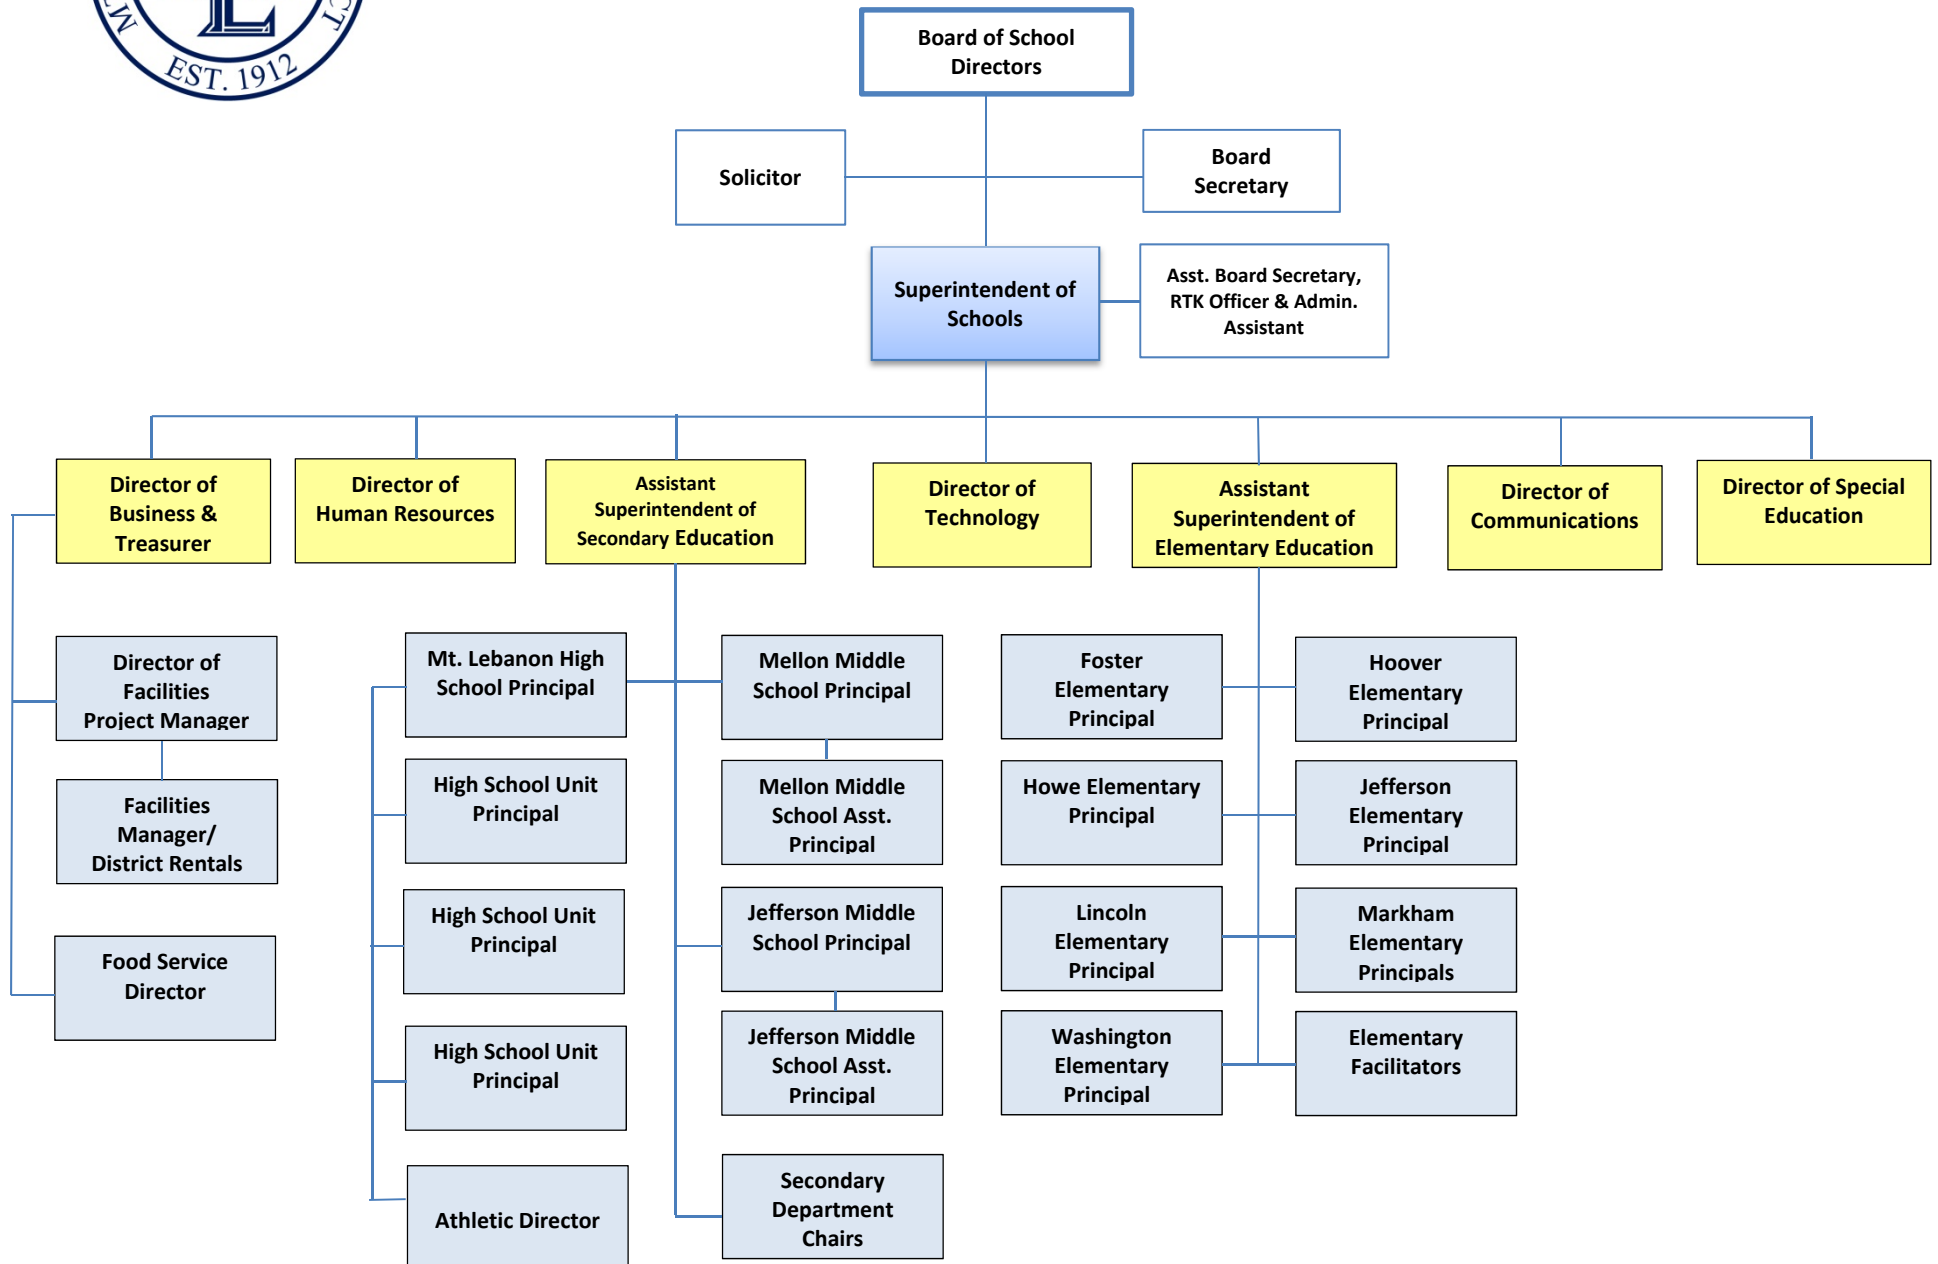 EST. 1912
Board of School
Directors
Solicitor
Board
Secretary
Superintendent of
Schools
Asst. Board Secretary,
RTK Officer & Admin.
Assistant
Director of
Business &
Treasurer
Director of
Human Resources
Assistant
Superintendent of
Secondary Education
Director of
Technology
Assistant
Superintendent of
Elementary Education
Director of
Communications
Director of Special
Education
Director of
Facilities
Project Manager
Mt. Lebanon High
School Principal
Mellon Middle
School Principal
Foster
Elementary
Principal
Hoover
Elementary
Principal
Facilities
Manager/
District Rentals
High School Unit
Principal
Mellon Middle
School Asst.
Principal
Howe Elementary
Principal
Jefferson
Elementary
Principal
Food Service
Director
High School Unit
Principal
Jefferson Middle
School Principal
Lincoln
Elementary
Principal
Markham
Elementary
Principals
High School Unit
Principal
Jefferson Middle
School Asst.
Principal
Washington
Elementary
Principal
Elementary
Facilitators
Athletic Director
Secondary
Department
Chairs